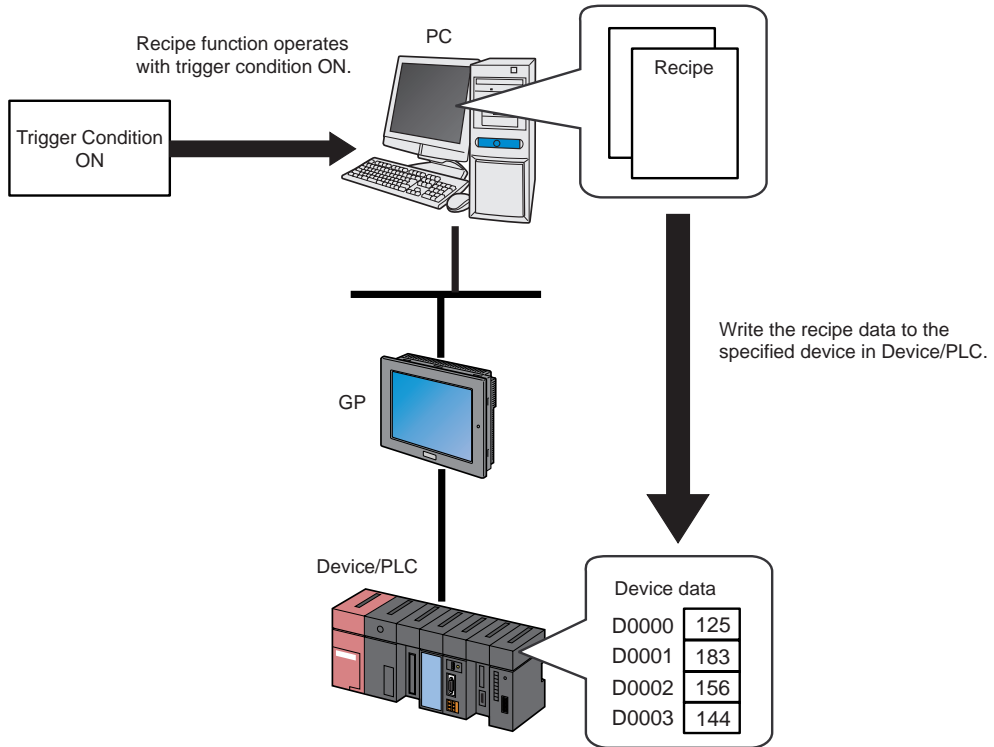 Recipe function operates
with trigger condition ON.
PC
Recipe
Trigger Condition
ON
Write the recipe data to the
specified device in Device/PLC.
GP
Device/PLC
Device data
D0000 125
D0001 183
D0002 156
D0003 144